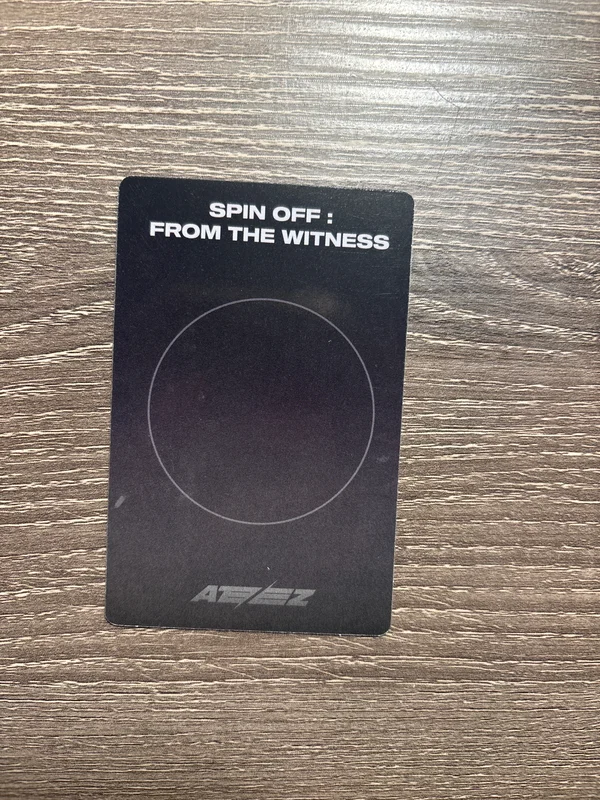 SPIN OFF :
FROM THE WITNESS
ATEEZ